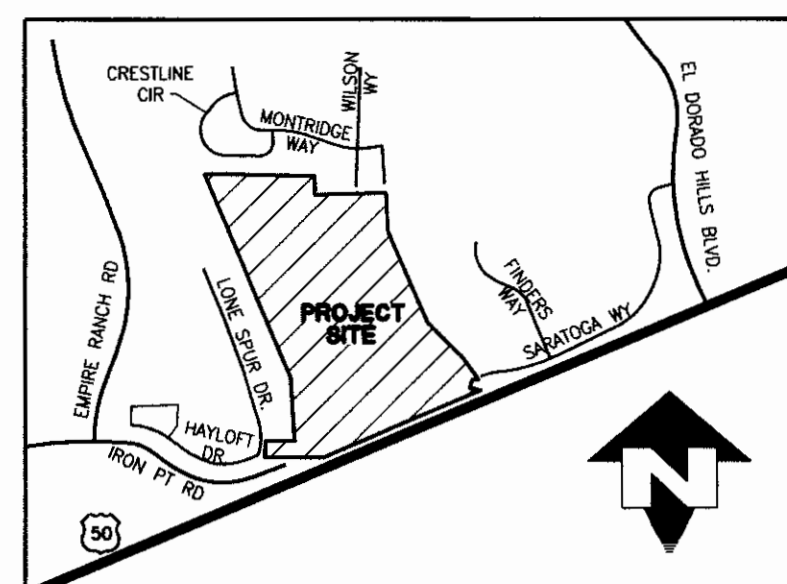 CRESTLINE
CIR
MONTRIDGE
WAY
WILSON
WY
EL DORADO HILLS BLVD.
EMPIRE RANCH RD
LONE SPUR DR.
PROJECT
SITE
FINDERS
WAY
SARATOGA WY
HAYLOFT
DR
IRON PT RD
50
N